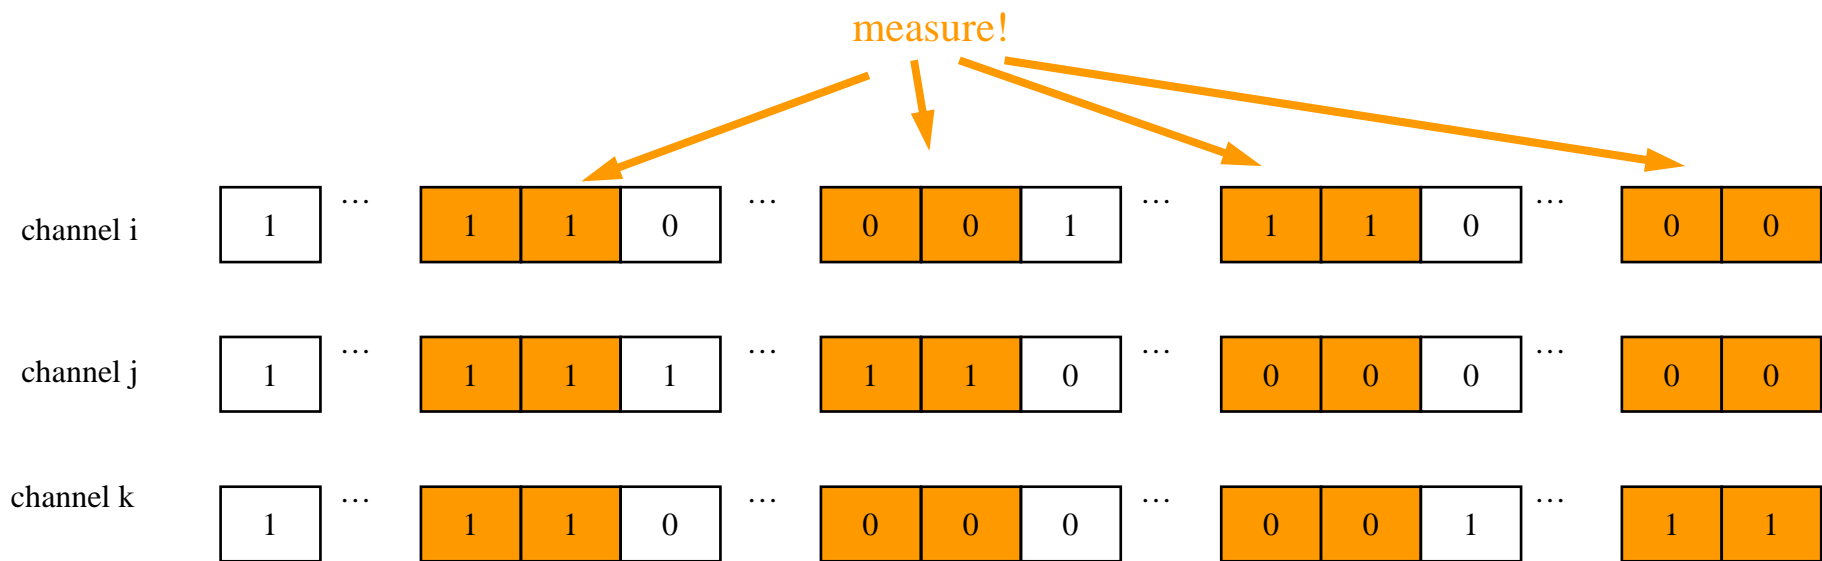 measure!
channel i 1 … 1 1 0 … 0 0 1 … 1 1 0 … 0 0
channel j 1 … 1 1 1 … 1 1 0 … 0 0 0 … 0 0
channel k 1 … 1 1 0 … 0 0 0 … 0 0 1 … 1 1